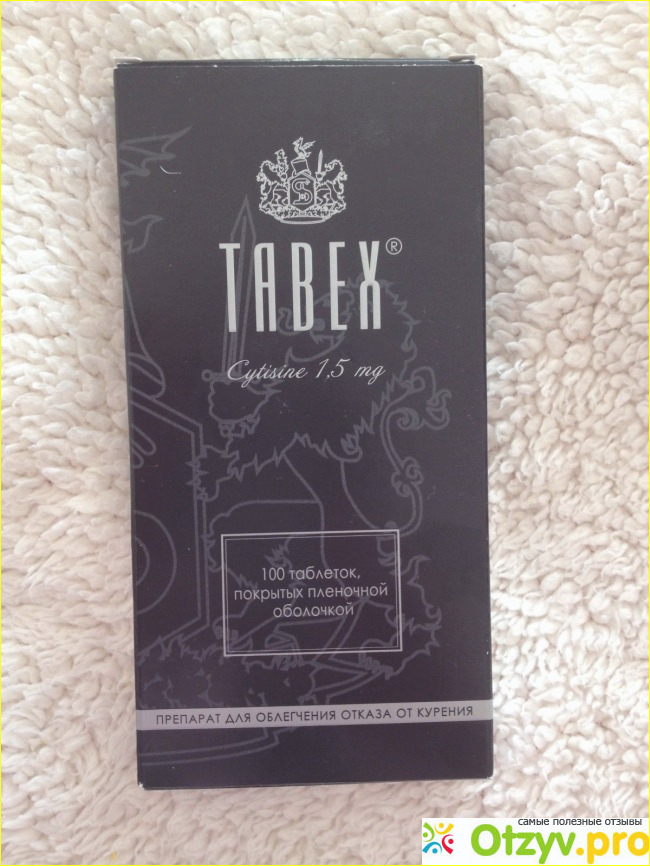 S
TABEX®
Cytisine 1,5 mg
100 таблеток,
покрытых пленочной
оболочкой
ПРЕПАРАТ ДЛЯ ОБЛЕГЧЕНИЯ ОТКАЗА ОТ КУРЕНИЯ
самые полезные отзывы
Otzyv.pro